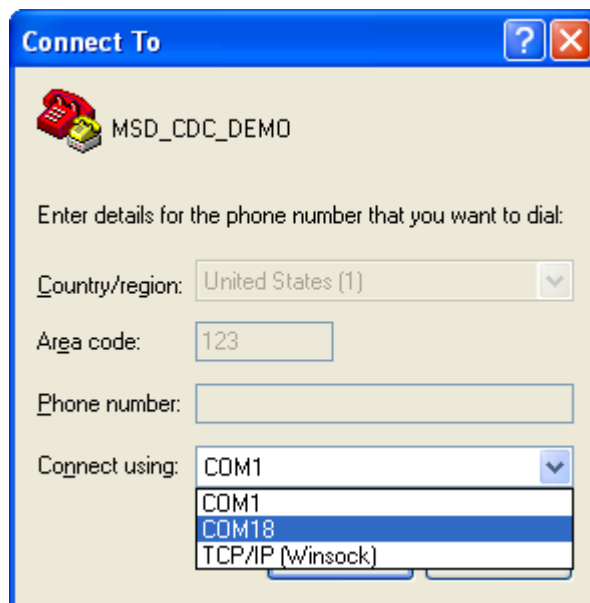 Connect To
MSD_CDC_DEMO
Enter details for the phone number that you want to dial:
Country/region: United States (1)
Area code: 123
Phone number:
Connect using: COM1
COM1
COM18
TCP/IP (Winsock)